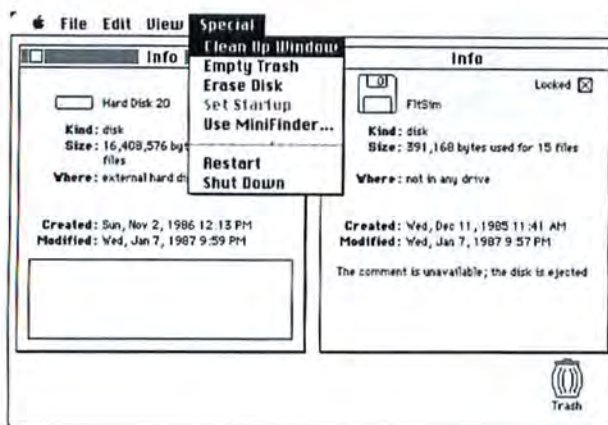 File Edit View Special
Clean Up Window
Empty Trash
Erase Disk
Set Startup
Use MiniFinder...
Restart
Shut Down
Info
Hard Disk 20
Kind: disk
Size: 16,408,576 byt
files
Where: external hard d
Created: Sun, Nov 2, 1986 12:13 PM
Modified: Wed, Jan 7, 1987 9:59 PM
Info
Locked
FltSim
Kind: disk
Size: 391,168 bytes used for 15 files
Where: not in any drive
Created: Wed, Dec 11, 1985 11:41 AM
Modified: Wed, Jan 7, 1987 9:57 PM
The comment is unavailable; the disk is ejected
Trash